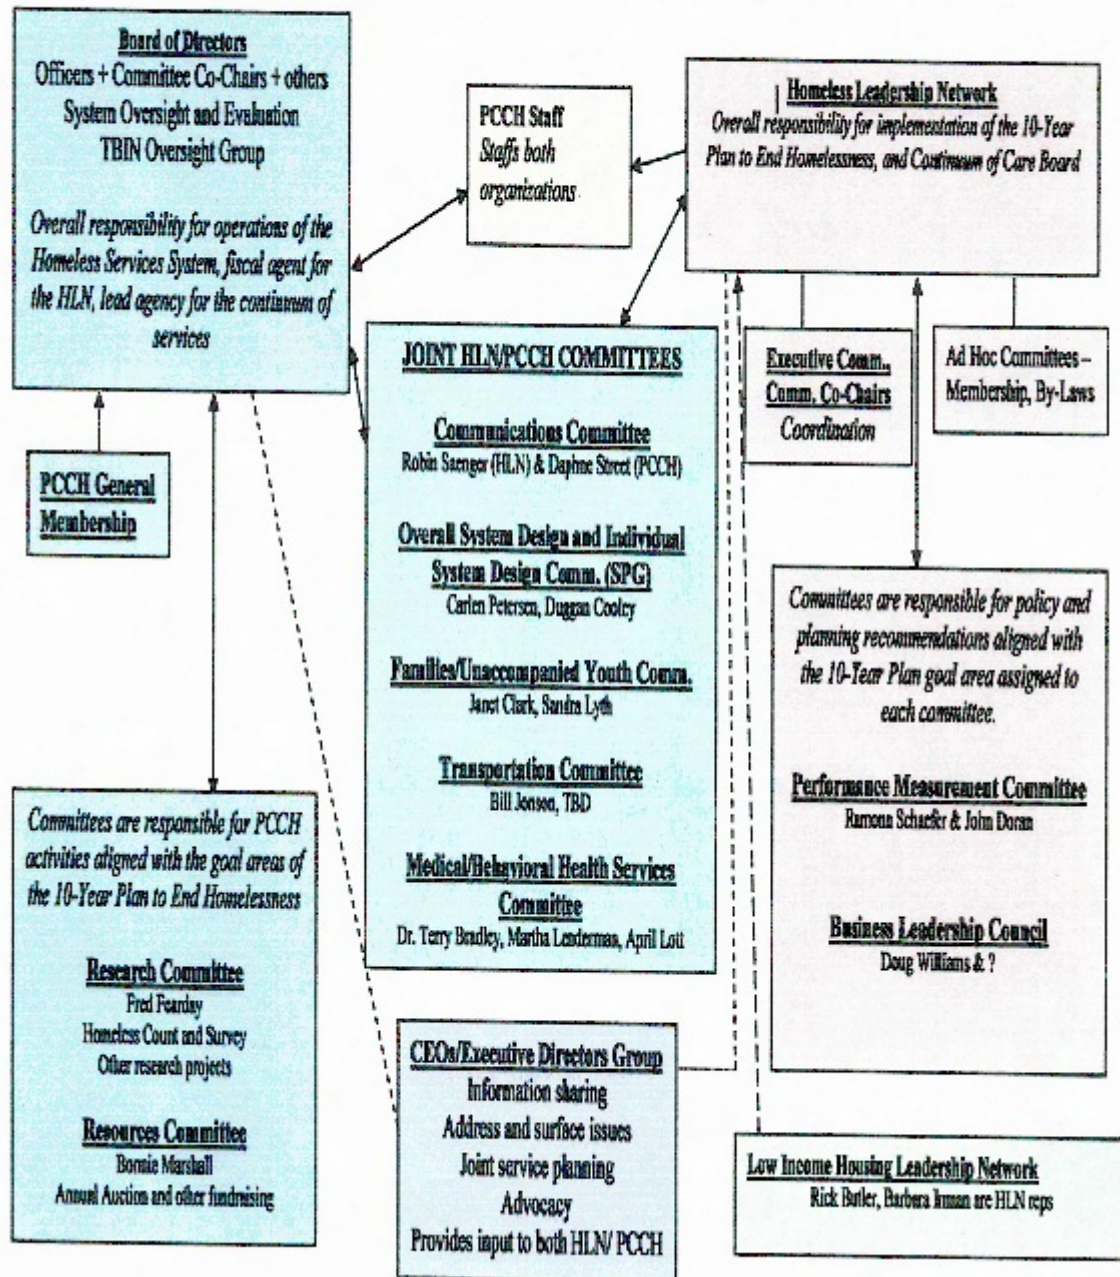 Board of Directors
Officers + Committee Co-Chairs + others
System Oversight and Evaluation
TBIN Oversight Group
Overall responsibility for operations of the
Homeless Services System, fiscal agent for
the HLN, lead agency for the continuum of
services
PCCH Staff
Staffs both
organizations
Homeless Leadership Network
Overall responsibility for implementation of the 10-Year
Plan to End Homelessness, and Continuum of Care Board
PCCH General
Membership
JOINT HLN/PCCH COMMITTEES
Communications Committee
Robin Saenger (HLN) & Daphne Street (PCCH)
Overall System Design and Individual
System Design Comm. (SPG)
Carlen Petersen, Duggan Cooley
Families/Unaccompanied Youth Comm.
Janet Clark, Sandra Lyth
Transportation Committee
Bill Jonson, TBD
Medical/Behavioral Health Services
Committee
Dr. Terry Bradley, Martha Lenderman, April Lott
Executive Comm.,
Comm. Co-Chairs
Coordination
Ad Hoc Committees –
Membership, By-Laws
Committees are responsible for policy and
planning recommendations aligned with
the 10-Year Plan goal area assigned to
each committee.
Performance Measurement Committee
Ramona Schaefer & John Doran
Business Leadership Council
Doug Williams & ?
Committees are responsible for PCCH
activities aligned with the goal areas of
the 10-Year Plan to End Homelessness
Research Committee
Fred Fearday
Homeless Count and Survey
Other research projects
Resources Committee
Bonnie Marshall
Annual Auction and other fundraising
CEOs/Executive Directors Group
Information sharing
Address and surface issues
Joint service planning
Advocacy
Provides input to both HLN/ PCCH
Low Income Housing Leadership Network
Rick Butler, Barbara Inman are HLN reps